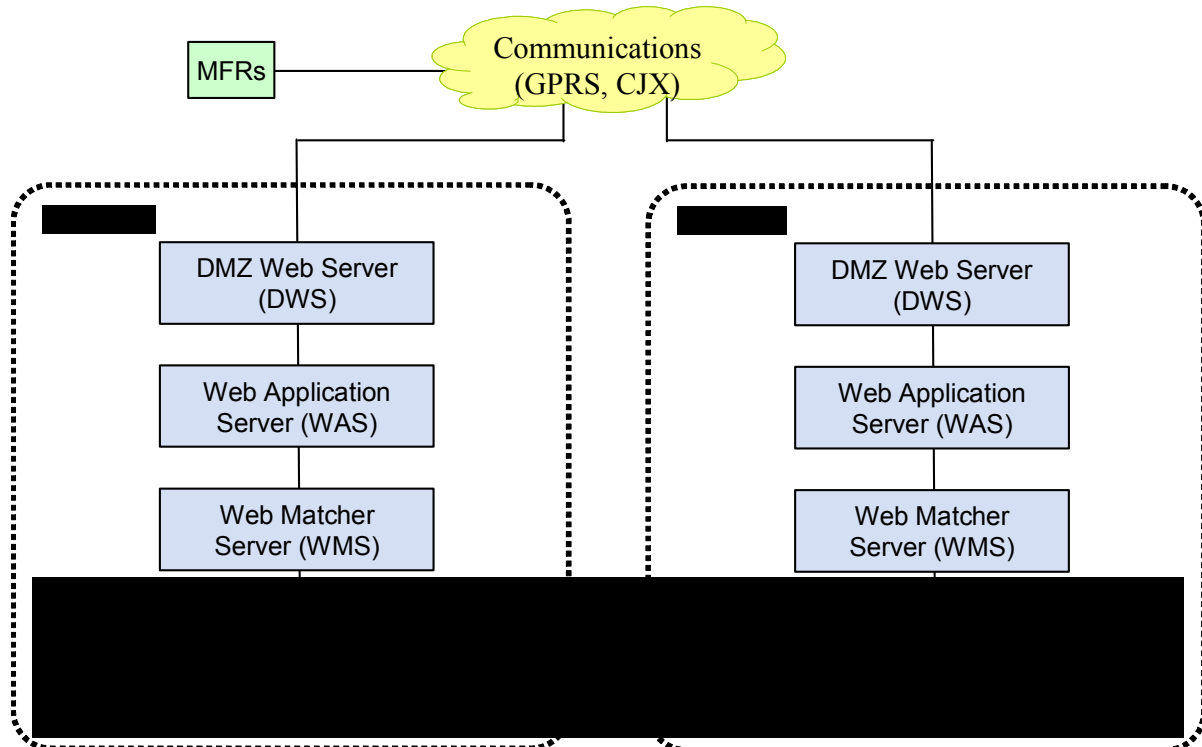 Communications
(GPRS, CJX)
MFRs
DMZ Web Server
(DWS)
Web Application
Server (WAS)
Web Matcher
Server (WMS)
DMZ Web Server
(DWS)
Web Application
Server (WAS)
Web Matcher
Server (WMS)